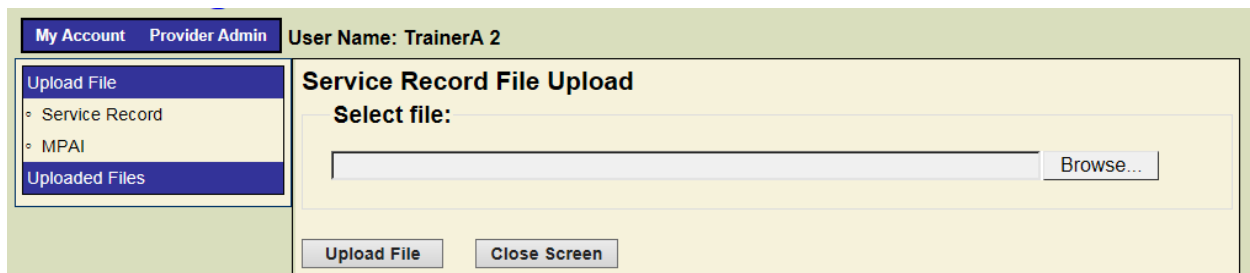 My Account Provider Admin User Name: TrainerA 2
Upload File
Service Record
MPAI
Uploaded Files
Service Record File Upload
Select file:
Browse...
Upload File Close Screen